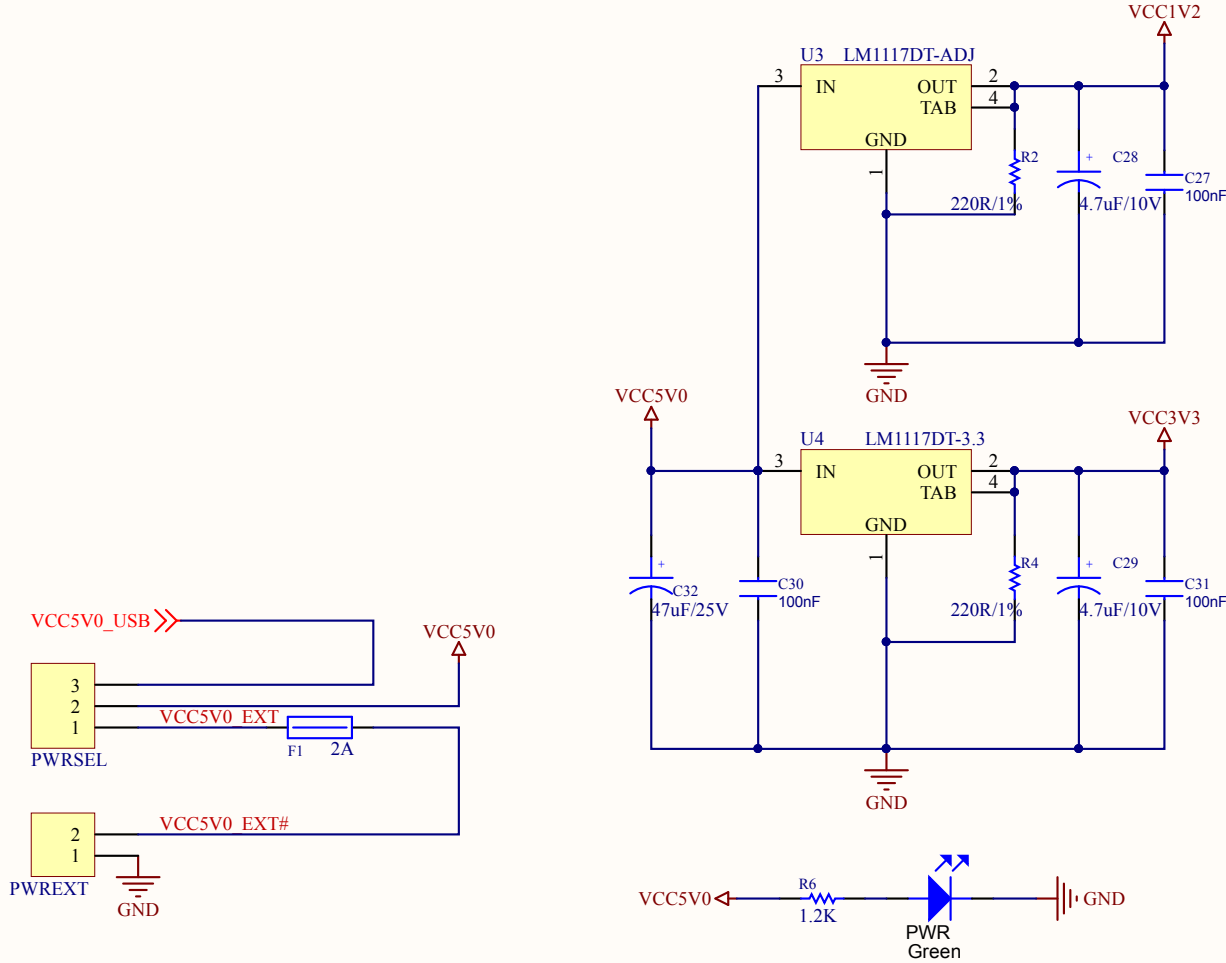 VCC1V2
U3 LM1117DT-ADJ
3 IN OUT 2
TAB 4
GND
1
R2
220R/1%
+ C28
4.7uF/10V
C27
100nF
GND
VCC5V0
VCC3V3
U4 LM1117DT-3.3
3 IN OUT 2
TAB 4
GND
1
R4
220R/1%
+ C29
4.7uF/10V
C31
100nF
+
C32
47uF/25V
C30
100nF
GND
VCC5V0_USB
VCC5V0
3
2
1
PWRSEL
VCC5V0_EXT
F1 2A
VCC5V0_EXT#
2
1
PWREXT
GND
VCC5V0
R6
1.2K
PWR
Green
GND